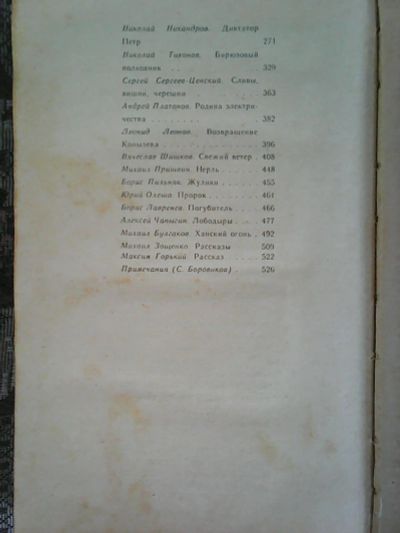 Николай Никандров. Диктатор
Петр . . . . . . . . 271
Николай Тихонов. Бирюзовый
полковник . . . . . . . 329
Сергей Сергеев-Ценский. Сливы,
вишни, черешни . . . . . 363
Андрей Платонов. Родина электри-
чества . . . . . . . . 382
Леонид Леонов. Возвращение
Копылева . . . . . . . 396
Вячеслав Шишков. Свежий ветер . 408
Михаил Пришвин. Нерль . . . . 448
Борис Пильняк. Жулики . . . . 455
Юрий Олеша. Пророк . . . . . 461
Борис Лавренев. Погубитель . . . 466
Алексей Чапыгин. Лободыры . . . 477
Михаил Булгаков. Ханский огонь . 492
Михаил Зощенко. Рассказы . . . 509
Максим Горький. Рассказ . . . . 522
Примечания (С. Боровиков) . . . 526